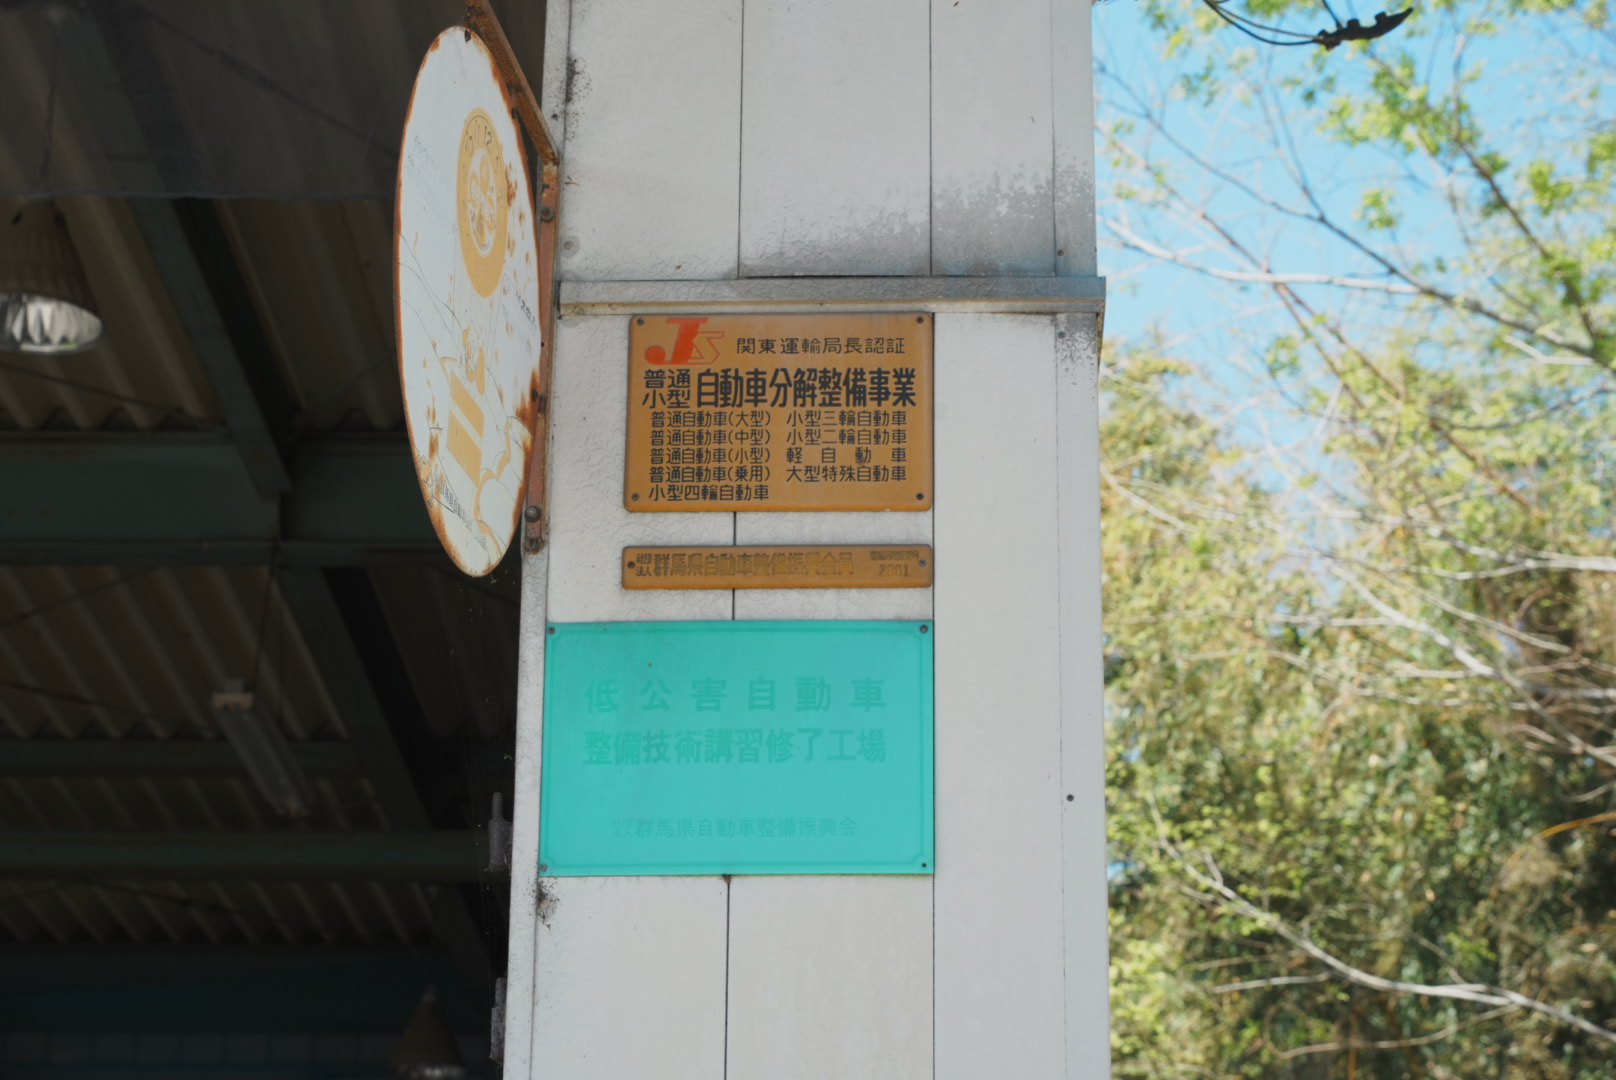 JS 関東運輸局長認証
普通 小型 自動車分解整備事業
普通自動車(大型) 小型三輪自動車
普通自動車(中型) 小型二輪自動車
普通自動車(小型) 軽自動車
普通自動車(乗用) 大型特殊自動車
小型四輪自動車
社団法人 群馬県自動車整備振興会会員
2061
低公害自動車
整備技術講習修了工場
群馬県自動車整備振興会